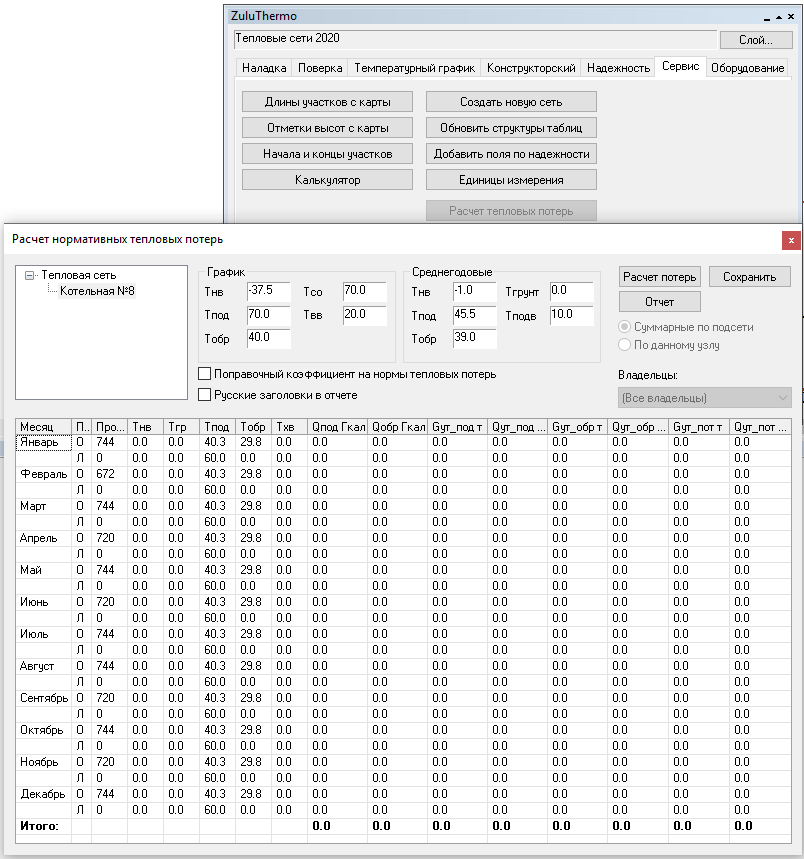 ZuluThermo
Тепловые сети 2020 Слой...
Наладка Поверка Температурный график Конструкторский Надежность Сервис Оборудование
Длины участков с карты Создать новую сеть
Отметки высот с карты Обновить структуры таблиц
Начала и концы участков Добавить поля по надежности
Калькулятор Единицы измерения
Расчет тепловых потерь
Расчет нормативных тепловых потерь
Тепловая сеть
Котельная №8
График
Тнв -37.5 Тсо 70.0
Тпод 70.0 Твв 20.0
Тобр 40.0
Среднегодовые
Тнв -1.0 Тгрунт 0.0
Тпод 45.5 Тподв 10.0
Тобр 39.0
Расчет потерь Сохранить
Отчет
Суммарные по подсети
По данному узлу
Владельцы:
(Все владельцы)
Поправочный коэффициент на нормы тепловых потерь
Русские заголовки в отчете
Месяц П.. Про... Тнв Тгр Тпод Тобр Тхв Qпод Гкал Qобр Гкал Gут_под т Qут_под ... Gут_обр т Qут_обр ... Gут_пот т Qут_пот ...
Январь О 744 0.0 0.0 40.3 29.8 0.0 0.0 0.0 0.0 0.0 0.0 0.0 0.0 0.0
Л 0 0.0 0.0 60.0 0.0 0.0 0.0 0.0 0.0 0.0 0.0 0.0 0.0 0.0
Февраль О 672 0.0 0.0 40.3 29.8 0.0 0.0 0.0 0.0 0.0 0.0 0.0 0.0 0.0
Л 0 0.0 0.0 60.0 0.0 0.0 0.0 0.0 0.0 0.0 0.0 0.0 0.0 0.0
Март О 744 0.0 0.0 40.3 29.8 0.0 0.0 0.0 0.0 0.0 0.0 0.0 0.0 0.0
Л 0 0.0 0.0 60.0 0.0 0.0 0.0 0.0 0.0 0.0 0.0 0.0 0.0 0.0
Апрель О 720 0.0 0.0 40.3 29.8 0.0 0.0 0.0 0.0 0.0 0.0 0.0 0.0 0.0
Л 0 0.0 0.0 60.0 0.0 0.0 0.0 0.0 0.0 0.0 0.0 0.0 0.0 0.0
Май О 744 0.0 0.0 40.3 29.8 0.0 0.0 0.0 0.0 0.0 0.0 0.0 0.0 0.0
Л 0 0.0 0.0 60.0 0.0 0.0 0.0 0.0 0.0 0.0 0.0 0.0 0.0 0.0
Июнь О 720 0.0 0.0 40.3 29.8 0.0 0.0 0.0 0.0 0.0 0.0 0.0 0.0 0.0
Л 0 0.0 0.0 60.0 0.0 0.0 0.0 0.0 0.0 0.0 0.0 0.0 0.0 0.0
Июль О 744 0.0 0.0 40.3 29.8 0.0 0.0 0.0 0.0 0.0 0.0 0.0 0.0 0.0
Л 0 0.0 0.0 60.0 0.0 0.0 0.0 0.0 0.0 0.0 0.0 0.0 0.0 0.0
Август О 744 0.0 0.0 40.3 29.8 0.0 0.0 0.0 0.0 0.0 0.0 0.0 0.0 0.0
Л 0 0.0 0.0 60.0 0.0 0.0 0.0 0.0 0.0 0.0 0.0 0.0 0.0 0.0
Сентябрь О 720 0.0 0.0 40.3 29.8 0.0 0.0 0.0 0.0 0.0 0.0 0.0 0.0 0.0
Л 0 0.0 0.0 60.0 0.0 0.0 0.0 0.0 0.0 0.0 0.0 0.0 0.0 0.0
Октябрь О 744 0.0 0.0 40.3 29.8 0.0 0.0 0.0 0.0 0.0 0.0 0.0 0.0 0.0
Л 0 0.0 0.0 60.0 0.0 0.0 0.0 0.0 0.0 0.0 0.0 0.0 0.0 0.0
Ноябрь О 720 0.0 0.0 40.3 29.8 0.0 0.0 0.0 0.0 0.0 0.0 0.0 0.0 0.0
Л 0 0.0 0.0 60.0 0.0 0.0 0.0 0.0 0.0 0.0 0.0 0.0 0.0 0.0
Декабрь О 744 0.0 0.0 40.3 29.8 0.0 0.0 0.0 0.0 0.0 0.0 0.0 0.0 0.0
Л 0 0.0 0.0 60.0 0.0 0.0 0.0 0.0 0.0 0.0 0.0 0.0 0.0 0.0
Итого: 0.0 0.0 0.0 0.0 0.0 0.0 0.0 0.0